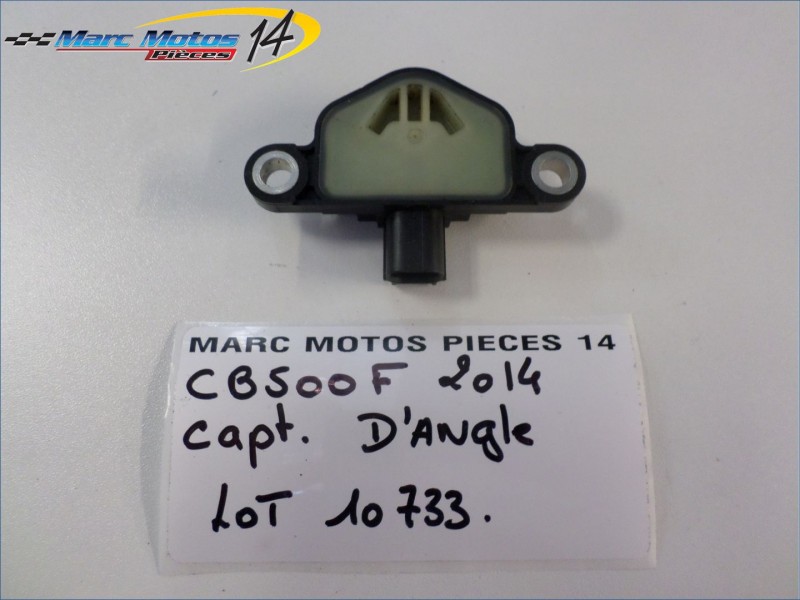 Marc Motos 14
Pièces
MARC MOTOS PIECES 14
CB500F 2014
Capt. D'ANgle
LOT 10733.